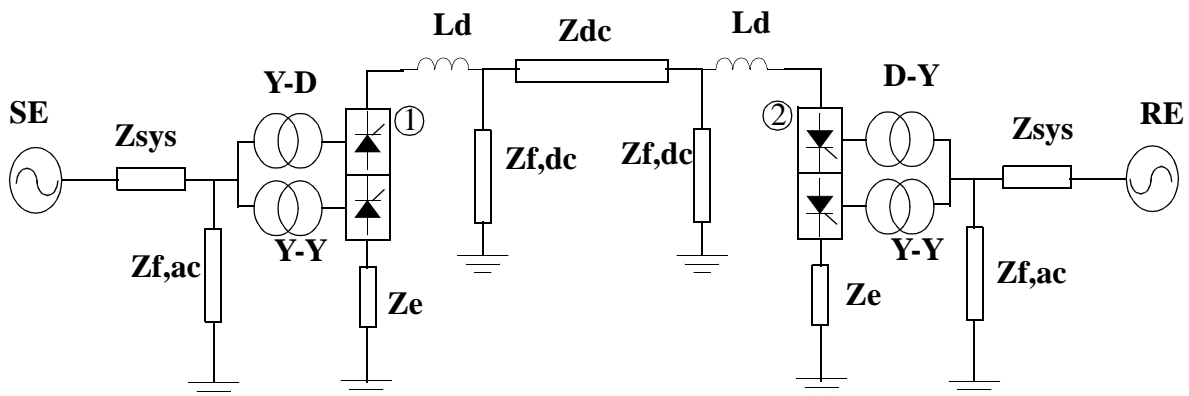 Ld
Zdc
Ld
Y-D
D-Y
SE
①
②
RE
Zsys
Zf,dc
Zf,dc
Zsys
Y-Y
Y-Y
Zf,ac
Ze
Ze
Zf,ac